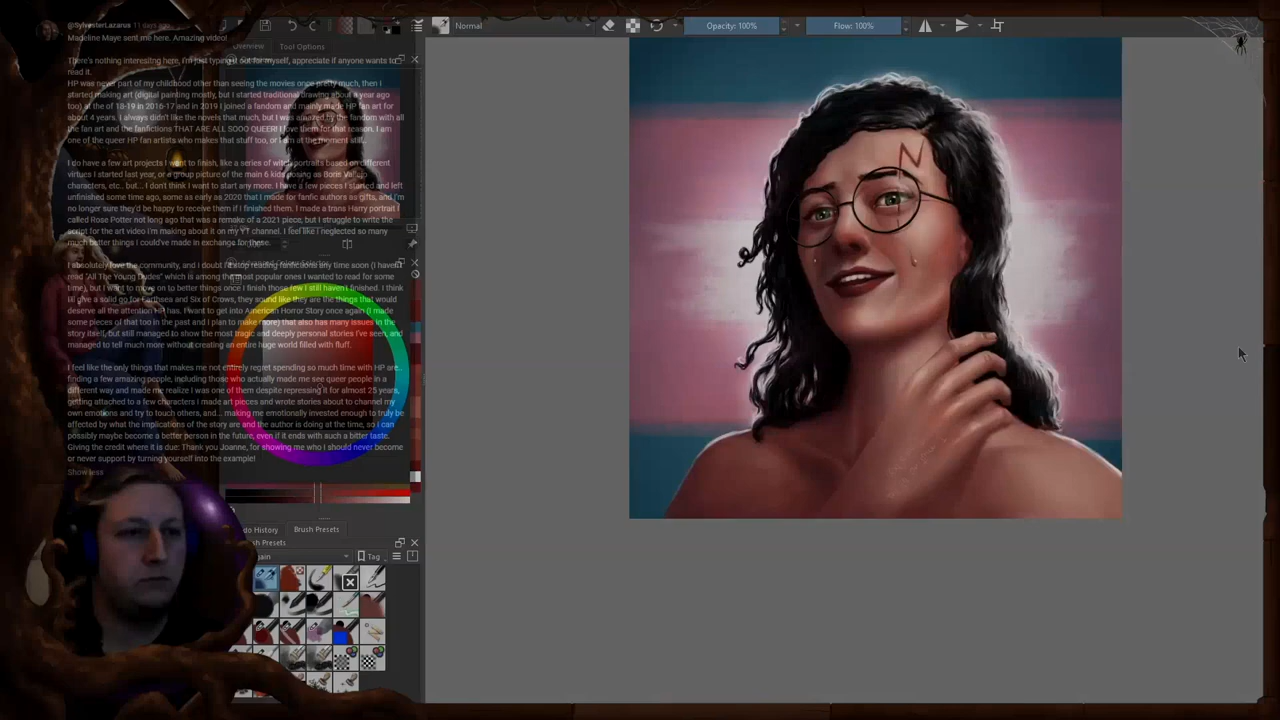 @SylvesterLazarus 11 days ago
Madeline Maye sent me here. Amazing video!
There's nothing interesitng here, I'm just typing it out for myself, appreciate if anyone wants to
read it.
HP wae never part of my childhood other than seeing the movies once pretty much, then I
started making art (digital painting mostly, but I started traditional drawing about a year ago
too) at the of 18-19 in 2016-17 and in 2019 I joined a fandom and mainly made HP fan art for
about 4 years. I always didn't like the novels that much, but I was amazed by the fandom with all
the fan art and the fanfictions THAT ARE ALL SOOO QUEER! I love them for that season. I am
one of the queer HP fan artists who makes that stuff too, or I am at the moment still..
I do have a few art projects I want to finish, like a series of witch portraits based on different
virtues I started last year, or a group picture of the main 6 kids posing as Boris Vallejo
characters, etc.. but... I don't think I want to start any more. I have a few pieces I started and left
unfinished some time ago, some as early as 2020 that I made for fanfic authors as gifts, and I'm
no longer sure they'd be happy to receive them if I finished them. I made a trans Harry portrait I
called Rose Potter not long ago that was a remake of a 2021 piece, but I struggle to write the
script for the art video I'm making about it on my YT channel. I feel like I neglected so many
much better things I could've made in exchange for these.
I absolutely love the community, and I doubt I'll stop reading fanfictions any time soon (I haven't
read "All The Young Dudes" which is among the most popular ones I wanted to read for some
time), but I want to move on to better things once I finish those few I still haven't finished. I think
I'll give a solid go for Earthsea and Six of Crows, they sound like they are the things that would
deserve all the attention HP has. I want to get into American Horror Story once again (I made
some pieces of that too in the past and I plan to make more) that also has many issues in the
story itself, but still managed to show the most tragic and deeply personal stories I've seen, and
managed to tell much more without creating an entire huge world filled with fluff.
I feel like the only things that makes me not entirely regret spending so much time with HP are..
finding a few amazing people, including those who actually made me see queer people in a
different way and made me realize I was one of them despite repressing it for almost 25 years,
getting attached to a few characters I made art pieces and wrote stories about to channel my
own emotions and try to touch others, and... making me emotionally invested enough to truly be
affected by what the implications of the story are and the author is doing at the time, so I can
possibly maybe become a better person in the future, even if it ends with such a bitter taste.
Giving the credit where it is due: Thank you Joanne, for showing me who I should never become
or never support by turning yourself into the example!
Show less
Normal
Opacity: 100%
Flow: 100%
Overview
Tool Options
do History
Brush Presets
sh Presets
Tag